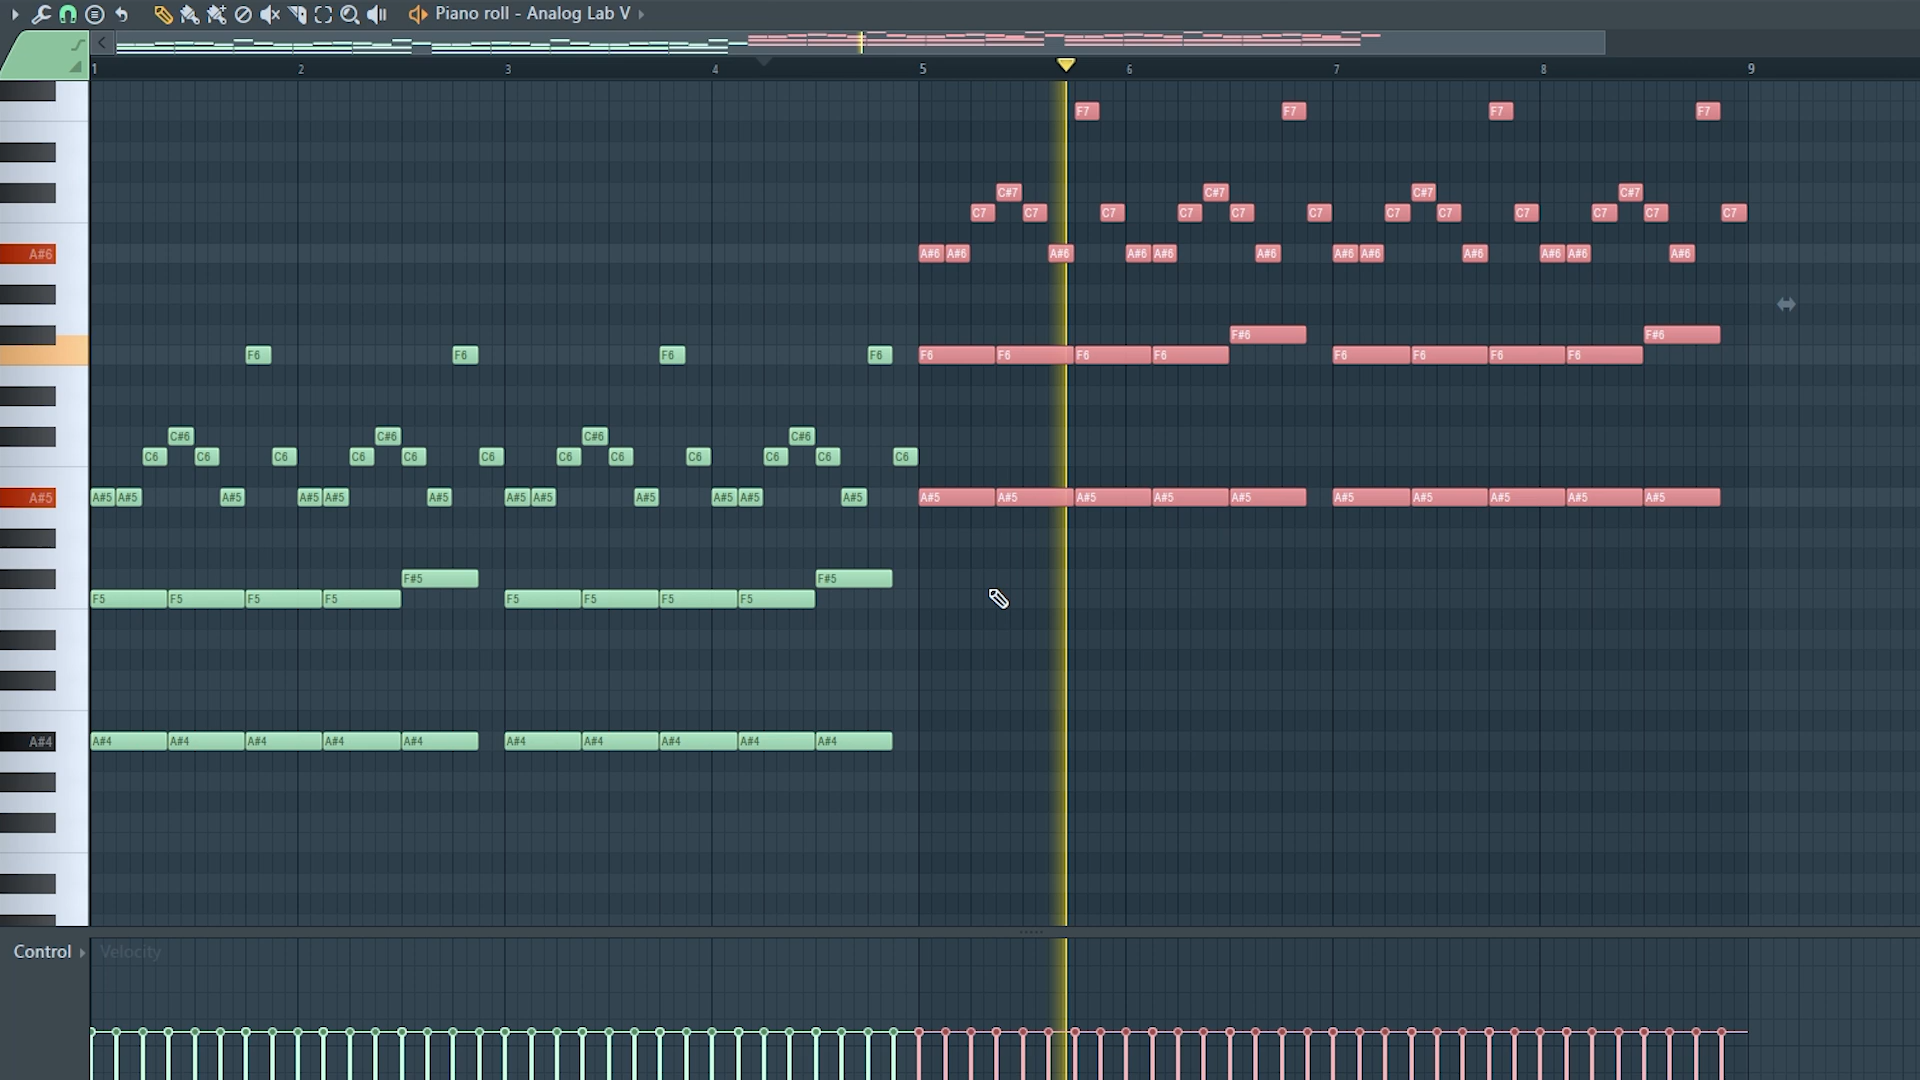 Piano roll - Analog Lab V
1 2 3 4 5 6 7 8 9
F7 F7 F7 F7
C#7 C#7 C#7 C#7
C7 C7 C7 C7 C7 C7 C7 C7 C7 C7 C7 C7
A#6 A#6 A#6 A#6 A#6 A#6 A#6 A#6 A#6 A#6 A#6 A#6 A#6
F#6 F#6
F6 F6 F6 F6 F6 F6 F6 F6 F6 F6 F6 F6
C#6 C#6 C#6 C#6
C6 C6 C6 C6 C6 C6 C6 C6 C6 C6 C6 C6
A#5 A#5 A#5 A#5 A#5 A#5 A#5 A#5 A#5 A#5 A#5 A#5 A#5 A#5 A#5 A#5 A#5 A#5 A#5 A#5 A#5 A#5 A#5
F#5 F#5
F5 F5 F5 F5 F5 F5 F5 F5
A#4 A#4 A#4 A#4 A#4 A#4 A#4 A#4 A#4 A#4 A#4
Control Velocity